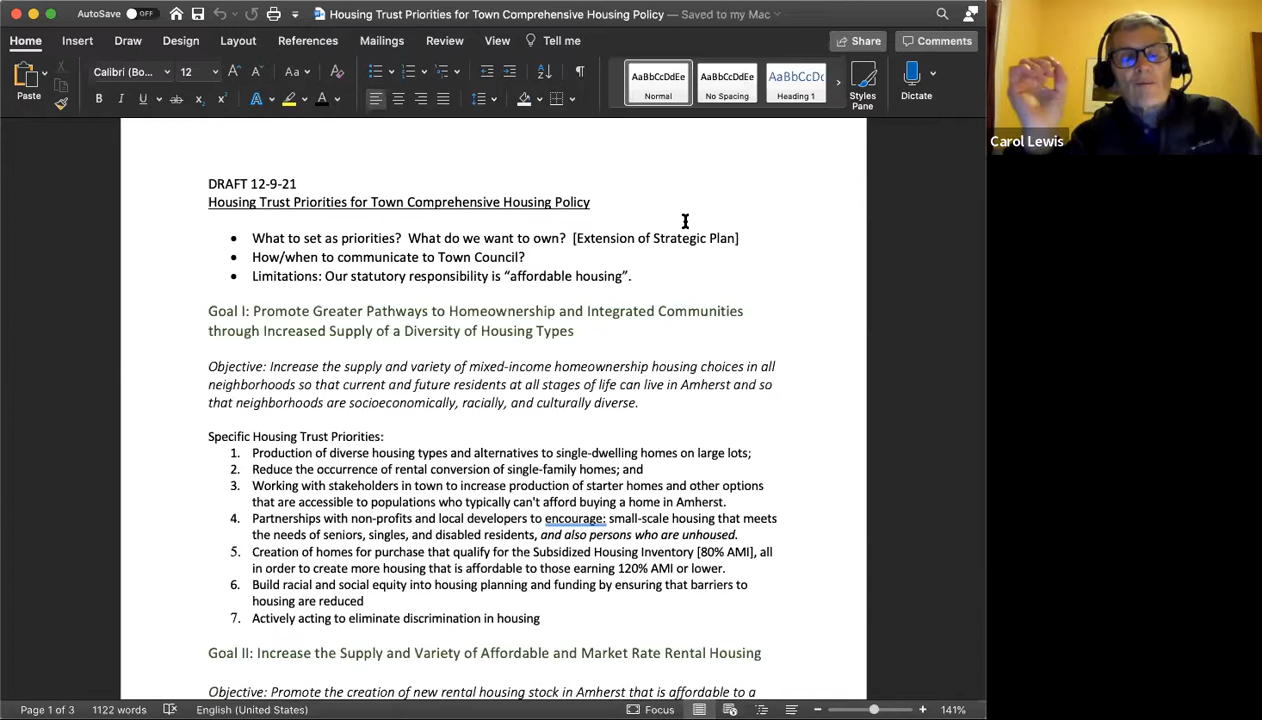 AutoSave OFF Housing Trust Priorities for Town Comprehensive Housing Policy — Saved to my Mac
Home Insert Draw Design Layout References Mailings Review View Tell me Share Comments
Paste Calibri (Bo... 12 A A Aa A AaBbCcDdEe AaBbCcDdEe AaBbCcDc Styles Pane Dictate
B I U ab x₂ x² A A Normal No Spacing Heading 1
DRAFT 12-9-21
Housing Trust Priorities for Town Comprehensive Housing Policy
• What to set as priorities? What do we want to own? [Extension of Strategic Plan]
• How/when to communicate to Town Council?
• Limitations: Our statutory responsibility is “affordable housing”.
Goal I: Promote Greater Pathways to Homeownership and Integrated Communities
through Increased Supply of a Diversity of Housing Types
Objective: Increase the supply and variety of mixed-income homeownership housing choices in all
neighborhoods so that current and future residents at all stages of life can live in Amherst and so
that neighborhoods are socioeconomically, racially, and culturally diverse.
Specific Housing Trust Priorities:
1. Production of diverse housing types and alternatives to single-dwelling homes on large lots;
2. Reduce the occurrence of rental conversion of single-family homes; and
3. Working with stakeholders in town to increase production of starter homes and other options
that are accessible to populations who typically can't afford buying a home in Amherst.
4. Partnerships with non-profits and local developers to encourage: small-scale housing that meets
the needs of seniors, singles, and disabled residents, and also persons who are unhoused.
5. Creation of homes for purchase that qualify for the Subsidized Housing Inventory [80% AMI], all
in order to create more housing that is affordable to those earning 120% AMI or lower.
6. Build racial and social equity into housing planning and funding by ensuring that barriers to
housing are reduced
7. Actively acting to eliminate discrimination in housing
Goal II: Increase the Supply and Variety of Affordable and Market Rate Rental Housing
Objective: Promote the creation of new rental housing stock in Amherst that is affordable to a
Page 1 of 3 1122 words English (United States) Focus 141%
Carol Lewis